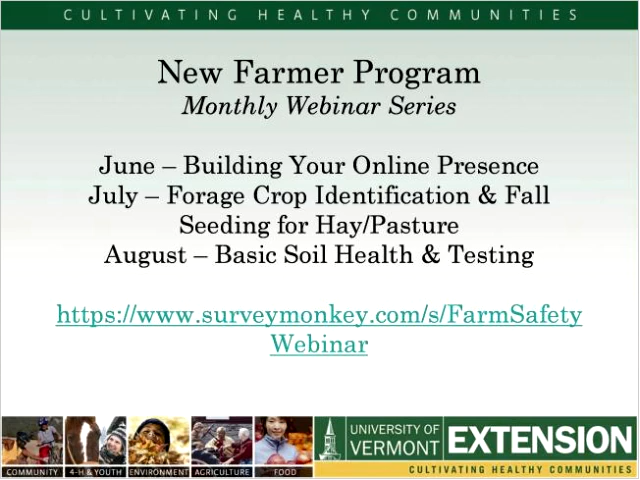 CULTIVATING HEALTHY COMMUNITIES
New Farmer Program
Monthly Webinar Series
June – Building Your Online Presence
July – Forage Crop Identification & Fall
Seeding for Hay/Pasture
August – Basic Soil Health & Testing
https://www.surveymonkey.com/s/FarmSafety
Webinar
COMMUNITY
4-H & YOUTH
ENVIRONMENT
AGRICULTURE
FOOD
UNIVERSITY OF
VERMONT
EXTENSION
CULTIVATING HEALTHY COMMUNITIES